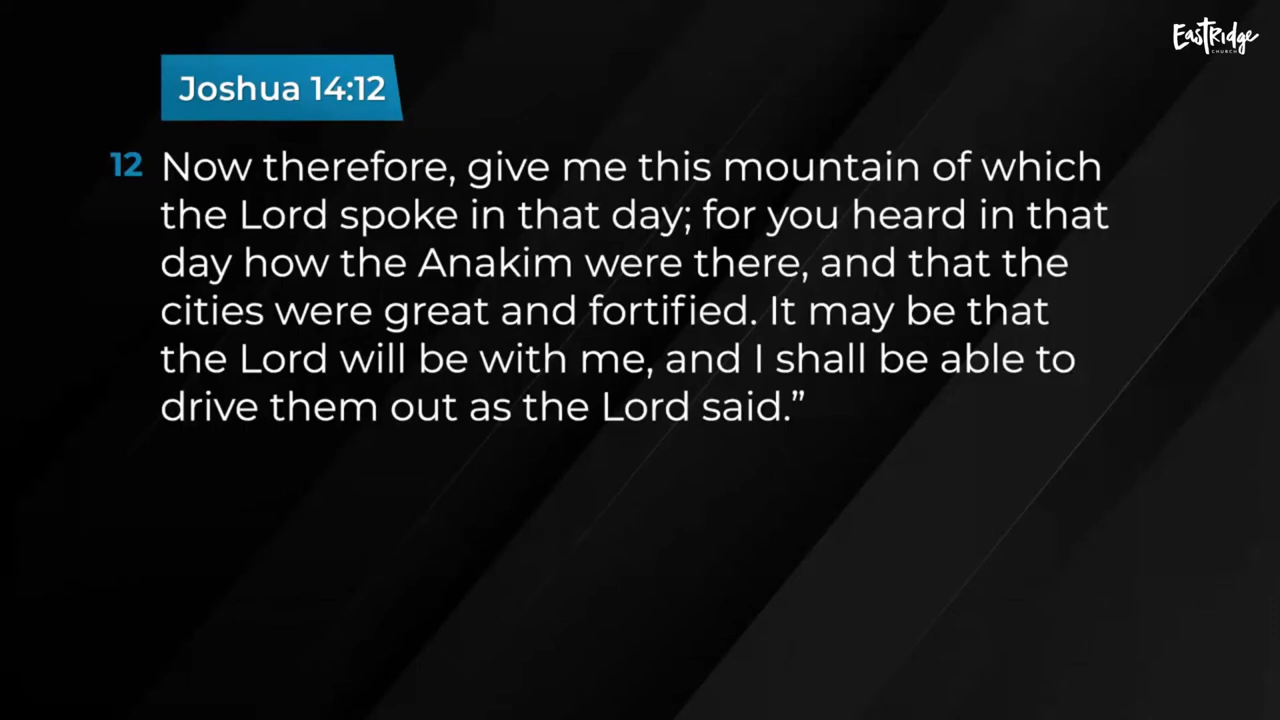 EastRidge
CHURCH
Joshua 14:12
12 Now therefore, give me this mountain of which
the Lord spoke in that day; for you heard in that
day how the Anakim were there, and that the
cities were great and fortified. It may be that
the Lord will be with me, and I shall be able to
drive them out as the Lord said.”